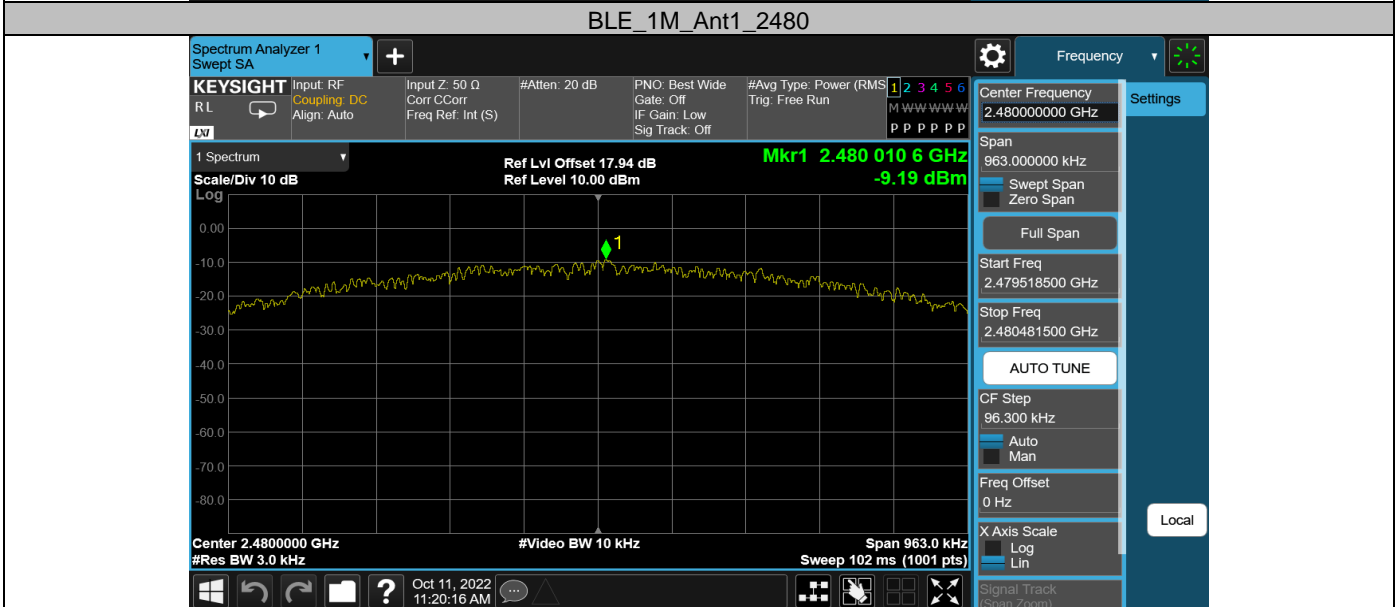 BLE_1M_Ant1_2480
Spectrum Analyzer 1
Swept SA
+
Frequency
KEYSIGHT
R L
LXI
Input: RF
Coupling: DC
Align: Auto
Input Z: 50 Ω
Corr CCorr
Freq Ref: Int (S)
#Atten: 20 dB
PNO: Best Wide
Gate: Off
IF Gain: Low
Sig Track: Off
#Avg Type: Power (RMS
Trig: Free Run
1 2 3 4 5 6
M W W W W W
P P P P P P
1 Spectrum
Scale/Div 10 dB
Log
Ref Lvl Offset 17.94 dB
Ref Level 10.00 dBm
Mkr1 2.480 010 6 GHz
-9.19 dBm
1
0.00
-10.0
-20.0
-30.0
-40.0
-50.0
-60.0
-70.0
-80.0
Center 2.4800000 GHz
#Res BW 3.0 kHz
#Video BW 10 kHz
Span 963.0 kHz
Sweep 102 ms (1001 pts)
Center Frequency
2.480000000 GHz
Span
963.000000 kHz
Swept Span
Zero Span
Full Span
Start Freq
2.479518500 GHz
Stop Freq
2.480481500 GHz
AUTO TUNE
CF Step
96.300 kHz
Auto
Man
Freq Offset
0 Hz
X Axis Scale
Log
Lin
Signal Track
(Span Zoom)
Settings
Local
?
Oct 11, 2022
11:20:16 AM